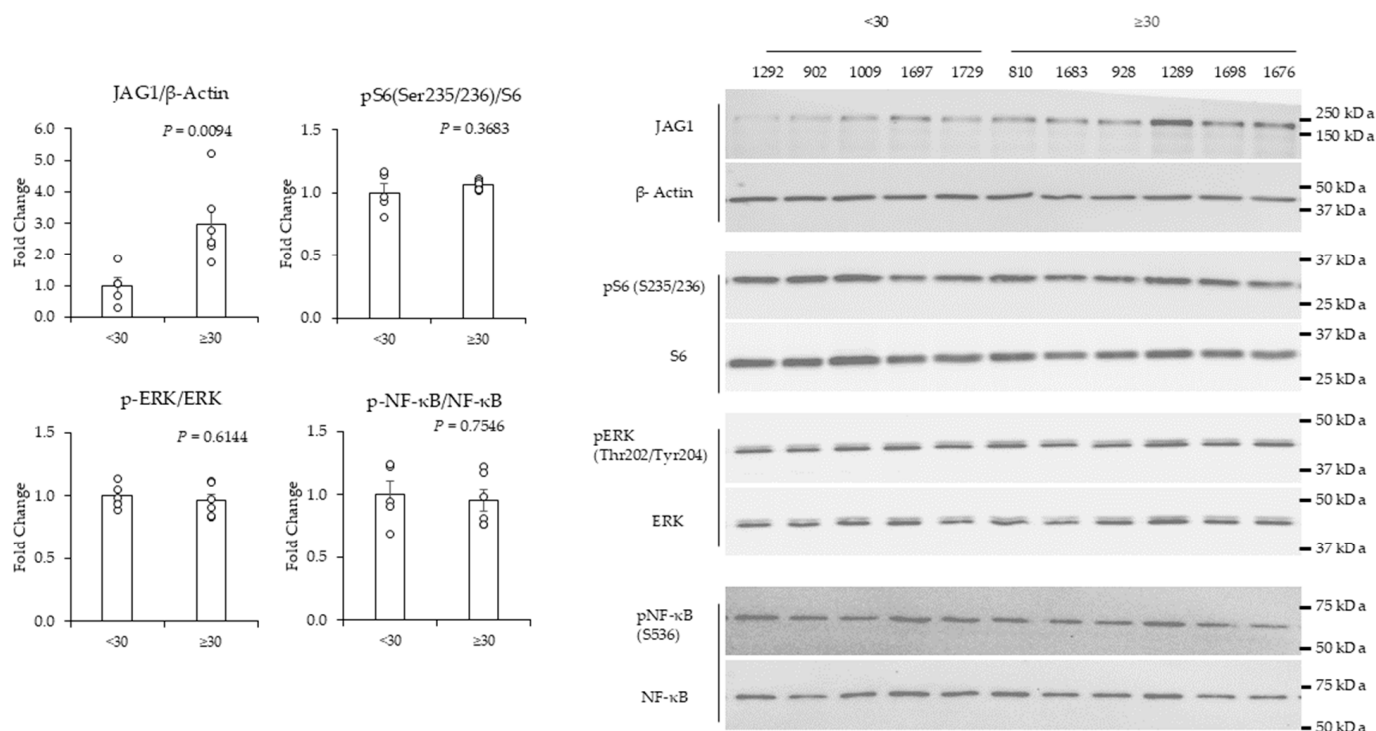 JAG1/β-Actin
P = 0.0094
Fold Change
6.0
5.0
4.0
3.0
2.0
1.0
0.0
<30
≥30
pS6(Ser235/236)/S6
P = 0.3683
Fold Change
1.5
1.0
0.5
0.0
<30
≥30
p-ERK/ERK
P = 0.6144
1.5
1.0
0.5
0.0
<30
≥30
p-NF-κB/NF-κB
P = 0.7546
Fold Change
1.5
1.0
0.5
0.0
<30
≥30
<30 ≥30
1292 902 1009 1697 1729 810 1683 928 1289 1698 1676
JAG1
250 kDa
150 kDa
β- Actin
50 kDa
37 kDa
pS6 (S235/236)
37 kDa
25 kDa
S6
37 kDa
25 kDa
pERK
(Thr202/Tyr204)
50 kDa
37 kDa
ERK
50 kDa
37 kDa
pNF-κB
(S536)
75 kDa
50 kDa
NF-κB
75 kDa
50 kDa